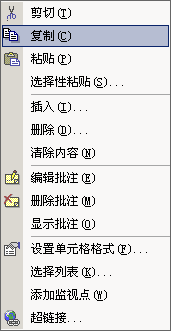 剪切(T)
复制(C)
粘贴(P)
选择性粘贴(S)...
插入(I)...
删除(D)...
清除内容(N)
编辑批注(E)
删除批注(M)
显示批注(O)
设置单元格格式(F)...
选择列表(K)...
添加监视点(W)
超链接...